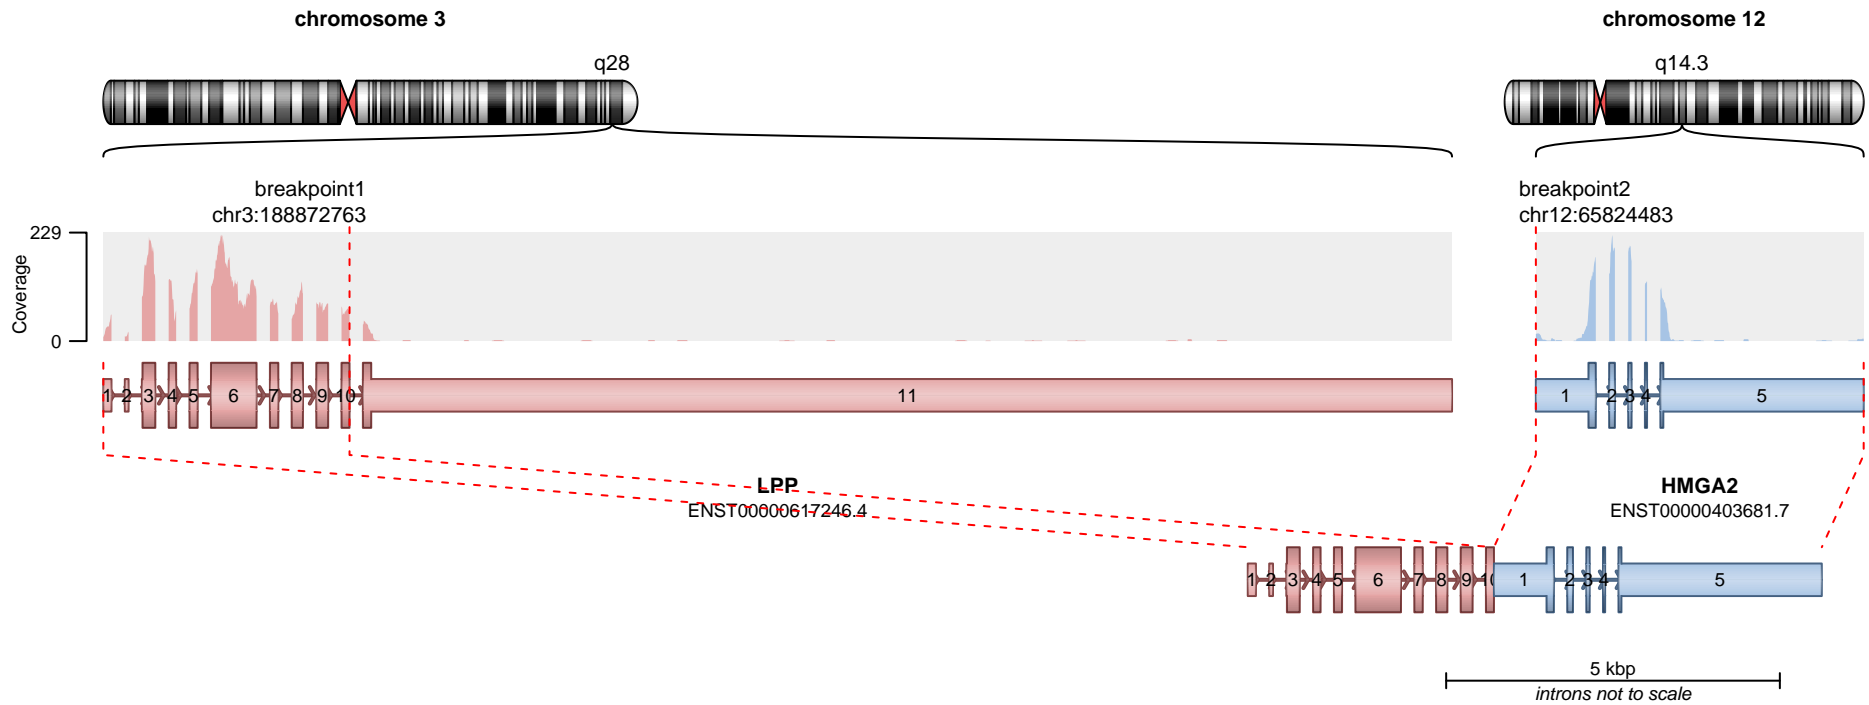 chromosome 3
chromosome 12
q28
q14.3
breakpoint1
chr3:188872763
breakpoint2
chr12:65824483
229
Coverage
0
1 2 3 4 5 6 7 8 9 10 11
1 2 3 4 5
LPP
ENST00000617246.4
HMGA2
ENST00000403681.7
1 2 3 4 5 6 7 8 9 10 1 2 3 4 5
5 kbp
introns not to scale